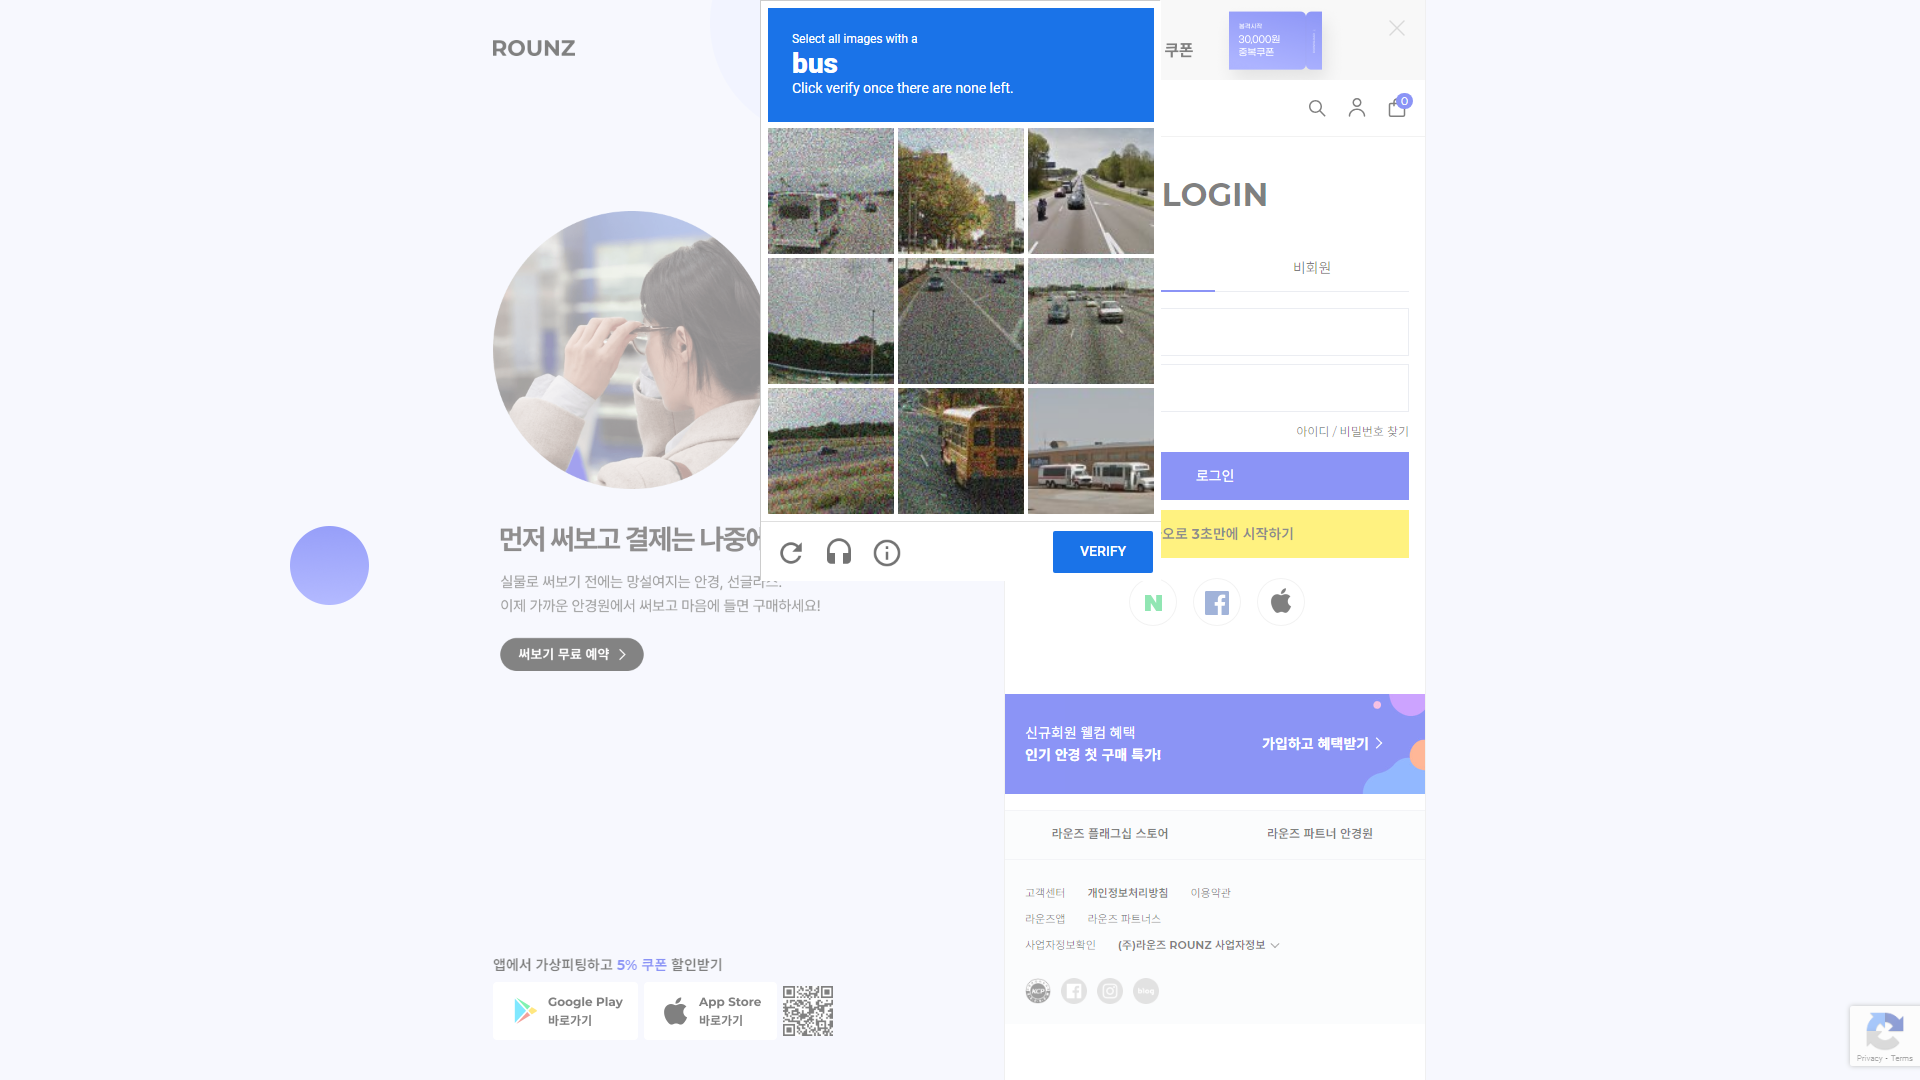 ROUNZ
Select all images with a
bus
Click verify once there are none left.
쿠폰
30,000원
중복쿠폰
0
LOGIN
비회원
아이디 / 비밀번호 찾기
로그인
오로 3초만에 시작하기
VERIFY
먼저 써보고 결제는 나중에
실물로 써보기 전에는 망설여지는 안경, 선글라스.
이제 가까운 안경원에서 써보고 마음에 들면 구매하세요!
써보기 무료 예약
신규회원 웰컴 혜택
인기 안경 첫 구매 특가!
가입하고 혜택받기
라운즈 플래그십 스토어
라운즈 파트너 안경원
고객센터 개인정보처리방침 이용약관
라운즈앱 라운즈 파트너스
사업자정보확인 (주)라운즈 ROUNZ 사업자정보
blog
앱에서 가상피팅하고 5% 쿠폰 할인받기
Google Play
바로가기
App Store
바로가기
Privacy - Terms